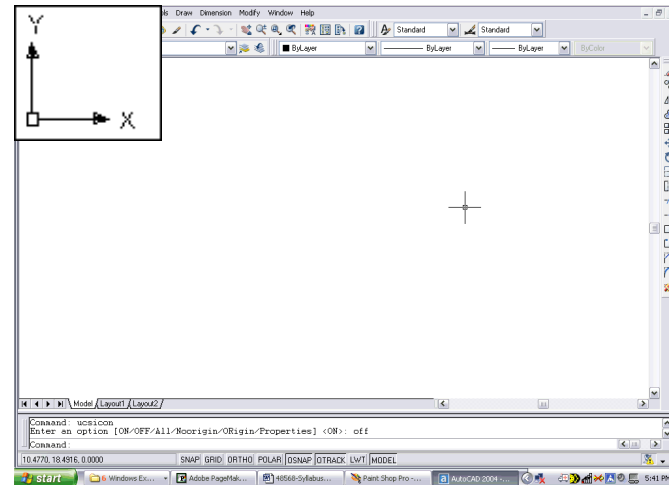 Y
X
ls Draw Dimension Modify Window Help
Standard Standard
ByLayer ByLayer ByLayer ByColor
Model Layout1 Layout2
Command: ucsicon
Enter an option [ON/OFF/All/Noorigin/ORigin/Properties] <ON>: off
Command:
10.4770, 18.4916, 0.0000 SNAP GRID ORTHO POLAR OSNAP OTRACK LWT MODEL
start 6 Windows Ex... Adobe PageMak... 48568-Syllabus... Paint Shop Pro -... AutoCAD 2004 -... 5:41 P